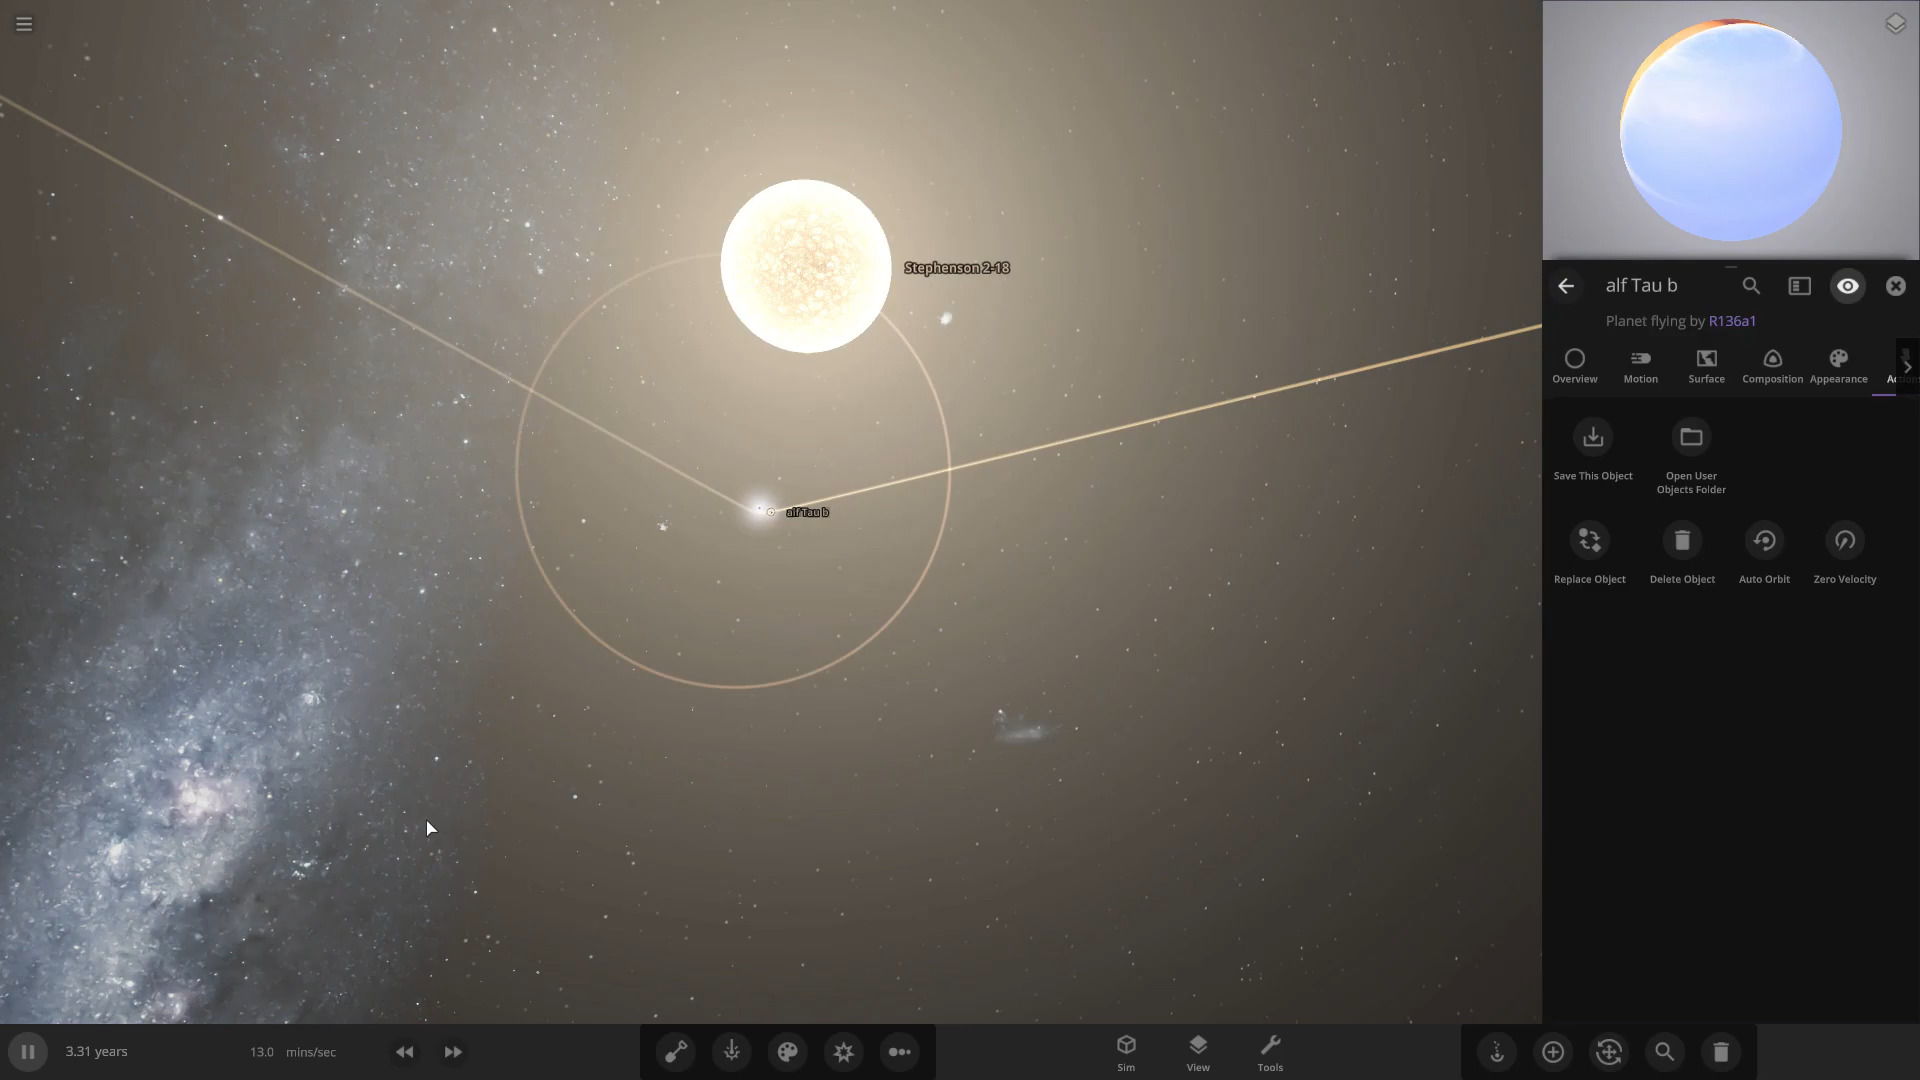 Stephenson 2-18
alf Tau b
alf Tau b
Planet flying by R136a1
Overview
Motion
Surface
Composition
Appearance
Save This Object
Open User
Objects Folder
Replace Object
Delete Object
Auto Orbit
Zero Velocity
3.31 years
13.0 mins/sec
Sim
View
Tools